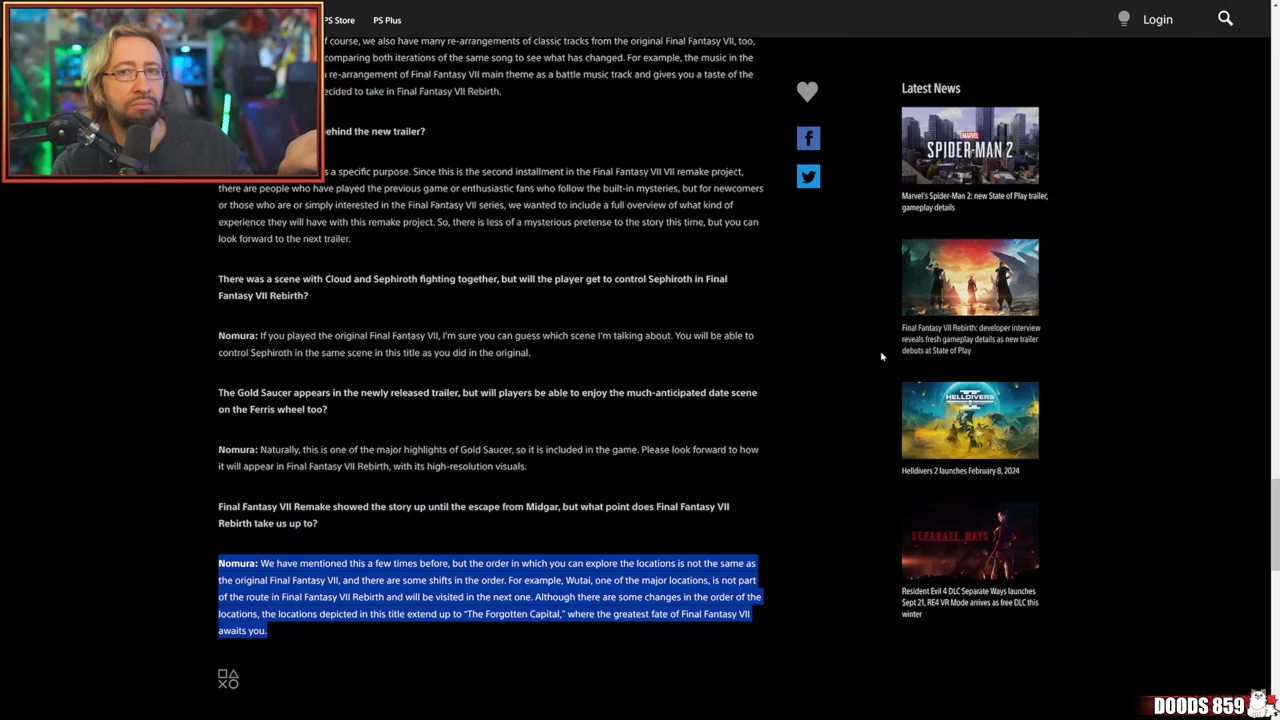 PS Store
PS Plus
Login
f course, we also have many re-arrangements of classic tracks from the original Final Fantasy VII, too,
comparing both iterations of the same song to see what has changed. For example, the music in the
re-arrangement of Final Fantasy VII main theme as a battle music track and gives you a taste of the
ecided to take in Final Fantasy VII Rebirth.
behind the new trailer?
s a specific purpose. Since this is the second installment in the Final Fantasy VII VII remake project,
there are people who have played the previous game or enthusiastic fans who follow the built-in mysteries, but for newcomers
or those who are or simply interested in the Final Fantasy VII series, we wanted to include a full overview of what kind of
experience they will have with this remake project. So, there is less of a mysterious pretense to the story this time, but you can
look forward to the next trailer.
There was a scene with Cloud and Sephiroth fighting together, but will the player get to control Sephiroth in Final
Fantasy VII Rebirth?
Nomura: If you played the original Final Fantasy VII, I'm sure you can guess which scene I'm talking about. You will be able to
control Sephiroth in the same scene in this title as you did in the original.
The Gold Saucer appears in the newly released trailer, but will players be able to enjoy the much-anticipated date scene
on the Ferris wheel too?
Nomura: Naturally, this is one of the major highlights of Gold Saucer, so it is included in the game. Please look forward to how
it will appear in Final Fantasy VII Rebirth, with its high-resolution visuals.
Final Fantasy VII Remake showed the story up until the escape from Midgar, but what point does Final Fantasy VII
Rebirth take us up to?
Nomura: We have mentioned this a few times before, but the order in which you can explore the locations is not the same as
the original Final Fantasy VII, and there are some shifts in the order. For example, Wutai, one of the major locations, is not part
of the route in Final Fantasy VII Rebirth and will be visited in the next one. Although there are some changes in the order of the
locations, the locations depicted in this title extend up to "The Forgotten Capital," where the greatest fate of Final Fantasy VII
awaits you.
Latest News
MARVEL
SPIDER-MAN 2
Marvel's Spider-Man 2: new State of Play trailer,
gameplay details
Final Fantasy VII Rebirth: developer interview
reveals fresh gameplay details as new trailer
debuts at State of Play
HELLDIVERS
II
Helldivers 2 launches February 8, 2024
SEPARATE WAYS
Resident Evil 4 DLC Separate Ways launches
Sept 21, RE4 VR Mode arrives as free DLC this
winter
DOODS 859